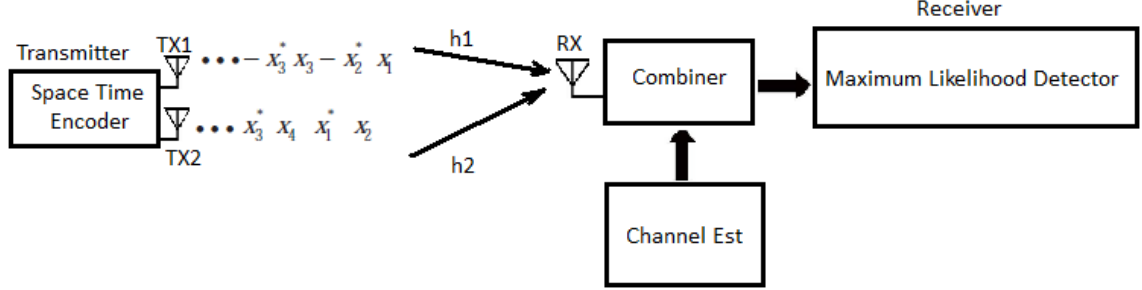 Receiver
Transmitter
TX1
••• − x₃* x₃ − x₂* x₁
h1
RX
Space Time
Encoder
Combiner
Maximum Likelihood Detector
••• x₃* x₄ x₁* x₂
TX2
h2
Channel Est